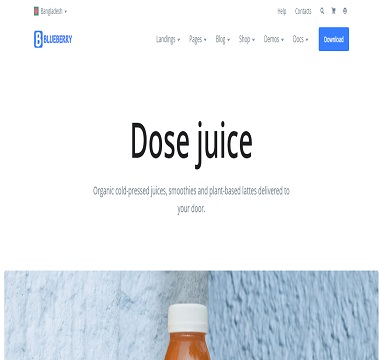 Bangladesh
Help Contacts
BLUEBERRY
Landings Pages Blog Shop Demos Docs Download
Dose juice
Organic cold-pressed juices, smoothies and plant-based lattes delivered to
your door.